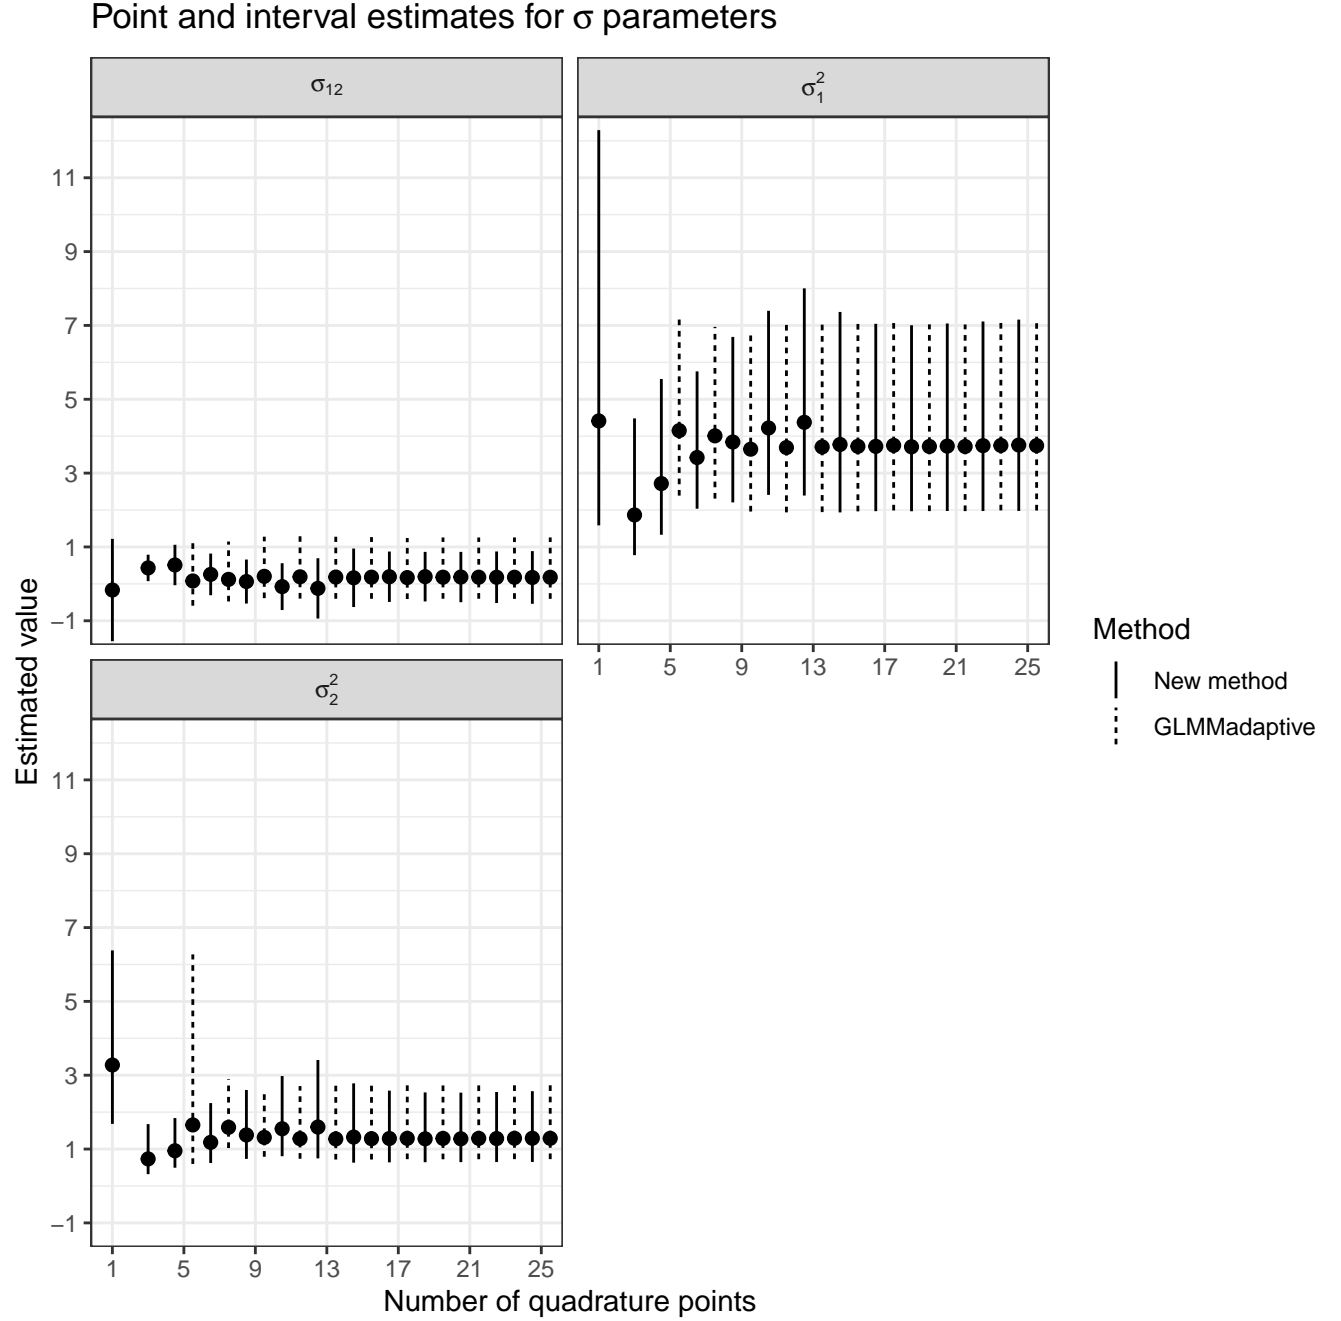 Point and interval estimates for σ parameters
σ₁₂
σ₁²
11
9
7
5
3
1
−1
1 5 9 13 17 21 25
σ₂²
11
9
7
5
3
1
−1
1 5 9 13 17 21 25
Estimated value
Number of quadrature points
Method
New method
GLMMadaptive